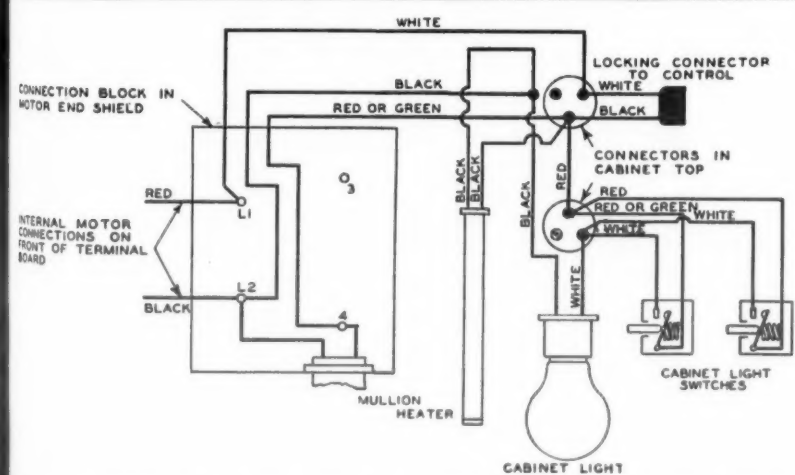 WHITE
LOCKING CONNECTOR
TO CONTROL
WHITE
BLACK
BLACK
RED OR GREEN
CONNECTION BLOCK IN
MOTOR END SHIELD
CONNECTORS IN
CABINET TOP
3
BLACK
BLACK
RED
RED
RED OR GREEN
WHITE
WHITE
RED
L1
INTERNAL MOTOR
CONNECTIONS ON
FRONT OF TERMINAL
BOARD
BLACK
WHITE
L2
BLACK
4
MULLION
HEATER
CABINET LIGHT
SWITCHES
CABINET LIGHT